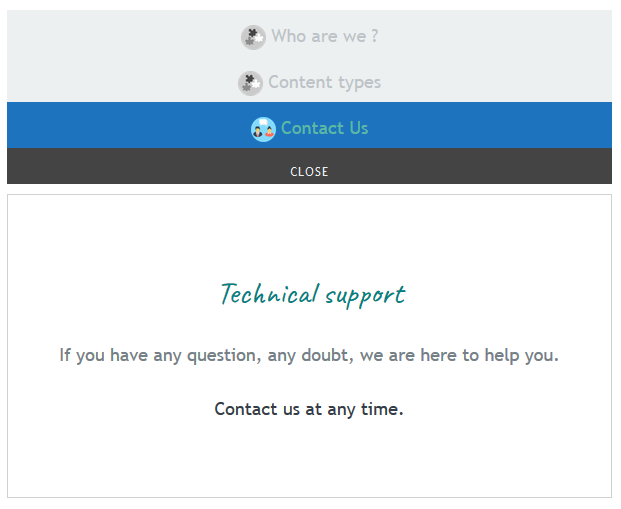 Who are we ?
Content types
Contact Us
CLOSE
Technical support
If you have any question, any doubt, we are here to help you.
Contact us at any time.